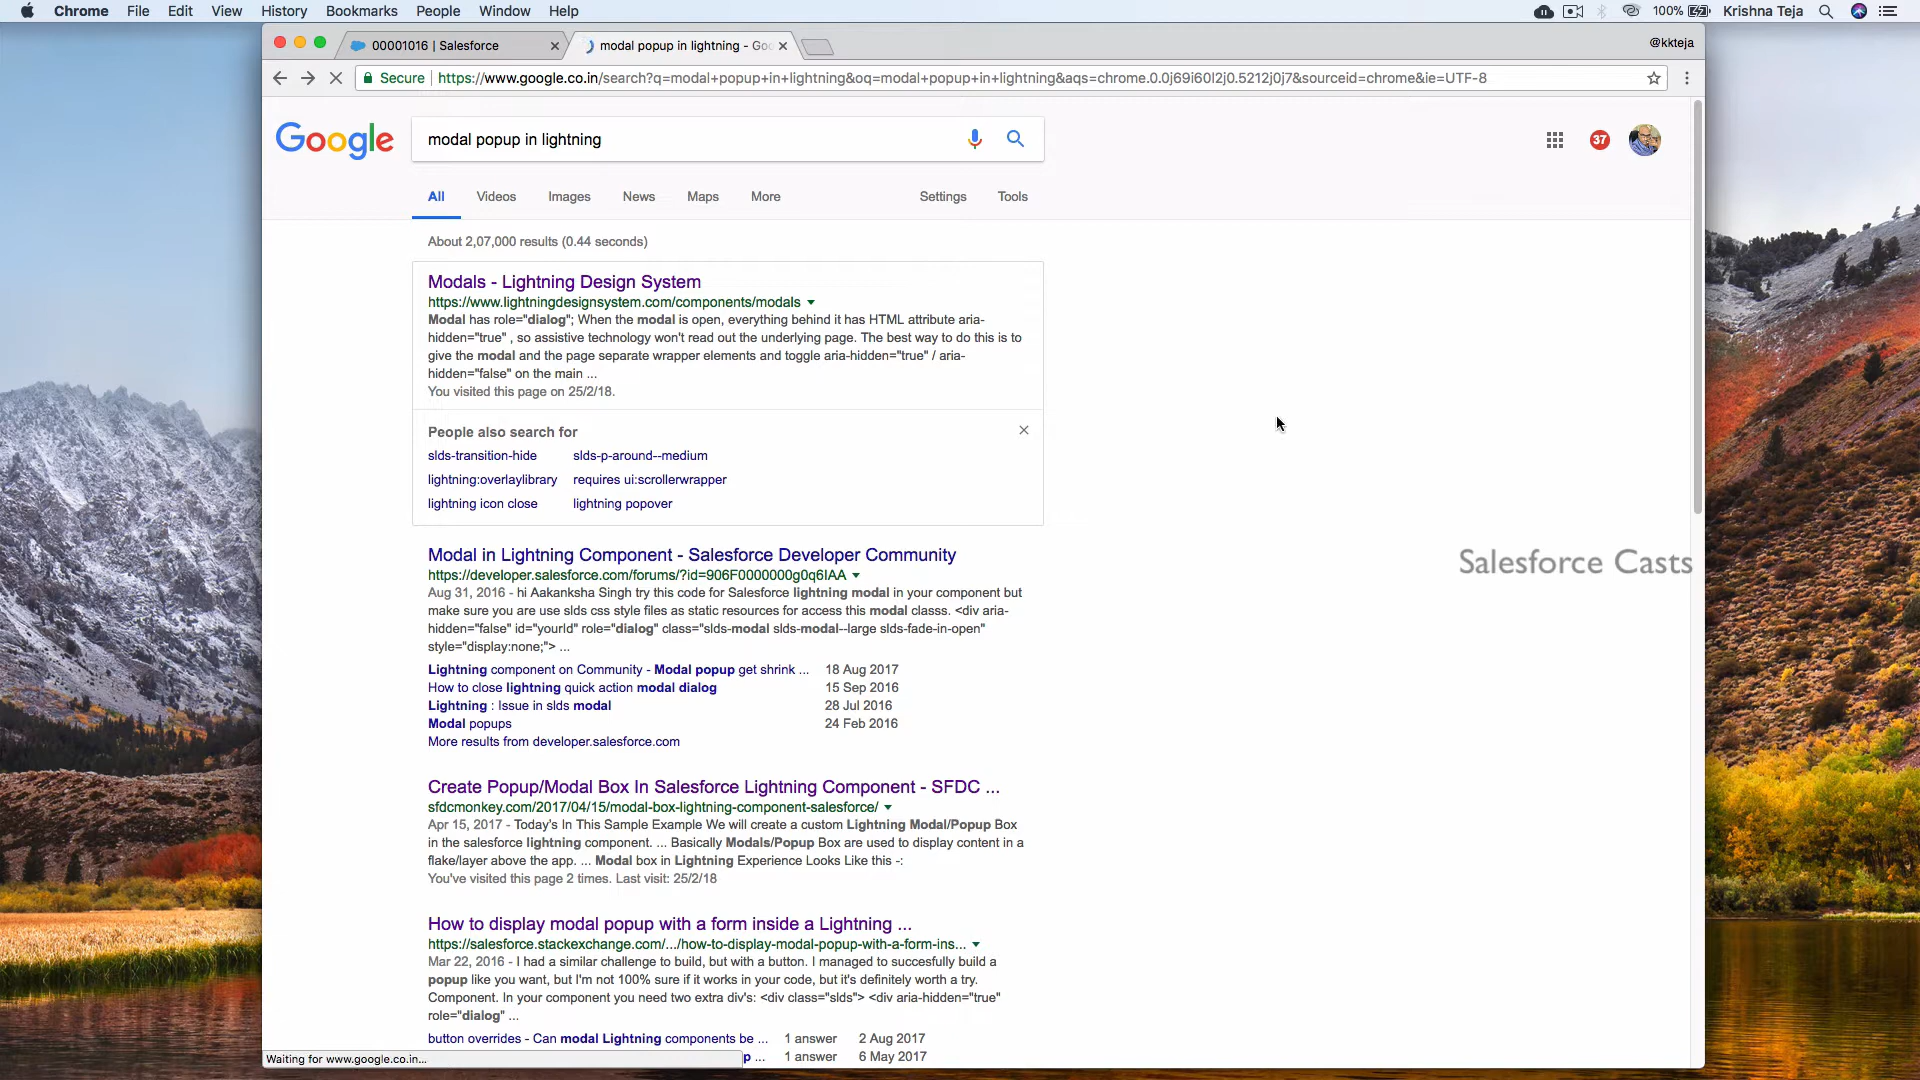 Chrome File Edit View History Bookmarks People Window Help 100% Krishna Teja
00001016 | Salesforce modal popup in lightning - Goo @kkteja
Secure https://www.google.co.in/search?q=modal+popup+in+lightning&oq=modal+popup+in+lightning&aqs=chrome.0.0j69i60l2j0.5212j0j7&sourceid=chrome&ie=UTF-8
Google modal popup in lightning 37
All Videos Images News Maps More Settings Tools
About 2,07,000 results (0.44 seconds)
Modals - Lightning Design System
https://www.lightningdesignsystem.com/components/modals
Modal has role="dialog"; When the modal is open, everything behind it has HTML attribute aria-
hidden="true" , so assistive technology won't read out the underlying page. The best way to do this is to
give the modal and the page separate wrapper elements and toggle aria-hidden="true" / aria-
hidden="false" on the main ...
You visited this page on 25/2/18.
People also search for
slds-transition-hide slds-p-around--medium
lightning:overlaylibrary requires ui:scrollerwrapper
lightning icon close lightning popover
Modal in Lightning Component - Salesforce Developer Community
https://developer.salesforce.com/forums/?id=906F0000000g0q6IAA
Aug 31, 2016 - hi Aakanksha Singh try this code for Salesforce lightning modal in your component but
make sure you are use slds css style files as static resources for access this modal classs. <div aria-
hidden="false" id="yourId" role="dialog" class="slds-modal slds-modal--large slds-fade-in-open"
style="display:none;"> ...
Lightning component on Community - Modal popup get shrink ... 18 Aug 2017
How to close lightning quick action modal dialog 15 Sep 2016
Lightning : Issue in slds modal 28 Jul 2016
Modal popups 24 Feb 2016
More results from developer.salesforce.com
Salesforce Casts
Create Popup/Modal Box In Salesforce Lightning Component - SFDC ...
sfdcmonkey.com/2017/04/15/modal-box-lightning-component-salesforce/
Apr 15, 2017 - Today's In This Sample Example We will create a custom Lightning Modal/Popup Box
in the salesforce lightning component. ... Basically Modals/Popup Box are used to display content in a
flake/layer above the app. ... Modal box in Lightning Experience Looks Like this -:
You've visited this page 2 times. Last visit: 25/2/18
How to display modal popup with a form inside a Lightning ...
https://salesforce.stackexchange.com/.../how-to-display-modal-popup-with-a-form-ins...
Mar 22, 2016 - I had a similar challenge to build, but with a button. I managed to succesfully build a
popup like you want, but I'm not 100% sure if it works in your code, but it's definitely worth a try.
Component. In your component you need two extra div's: <div class="slds"> <div aria-hidden="true"
role="dialog" ...
button overrides - Can modal Lightning components be ... 1 answer 2 Aug 2017
p ... 1 answer 6 May 2017
Waiting for www.google.co.in...